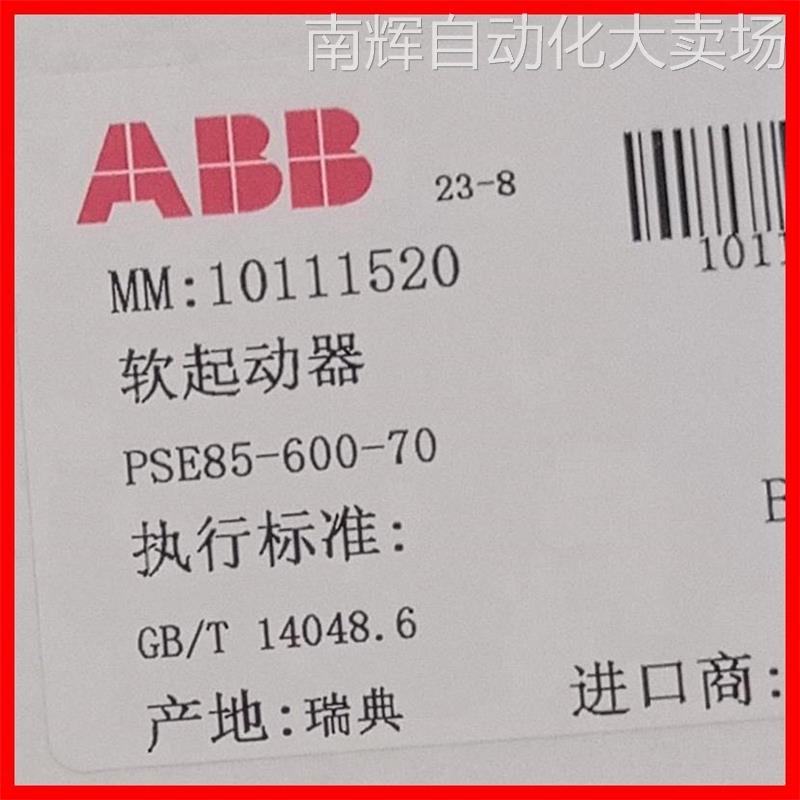 南辉自动化大卖场
ABB 23-8
MM:10111520
1011
软起动器
PSE85-600-70
执行标准:
GB/T 14048.6
产地:瑞典
进口商: